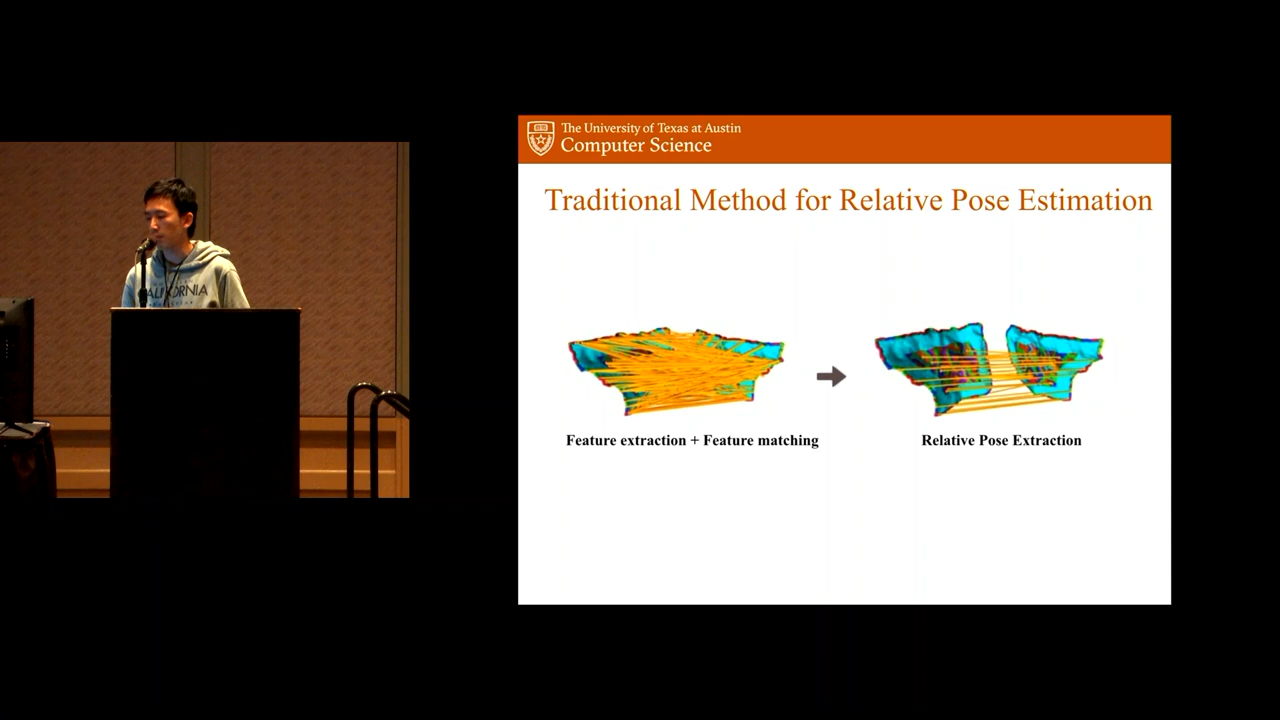 The University of Texas at Austin
Computer Science
Traditional Method for Relative Pose Estimation
Feature extraction + Feature matching
Relative Pose Extraction